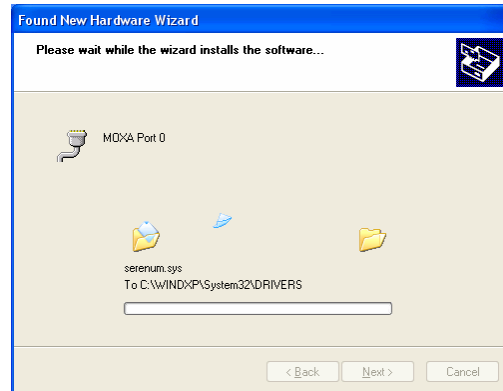 Found New Hardware Wizard
Please wait while the wizard installs the software...
MOXA Port 0
serenum.sys
To C:\WINDXP\System32\DRIVERS
< Back
Next >
Cancel